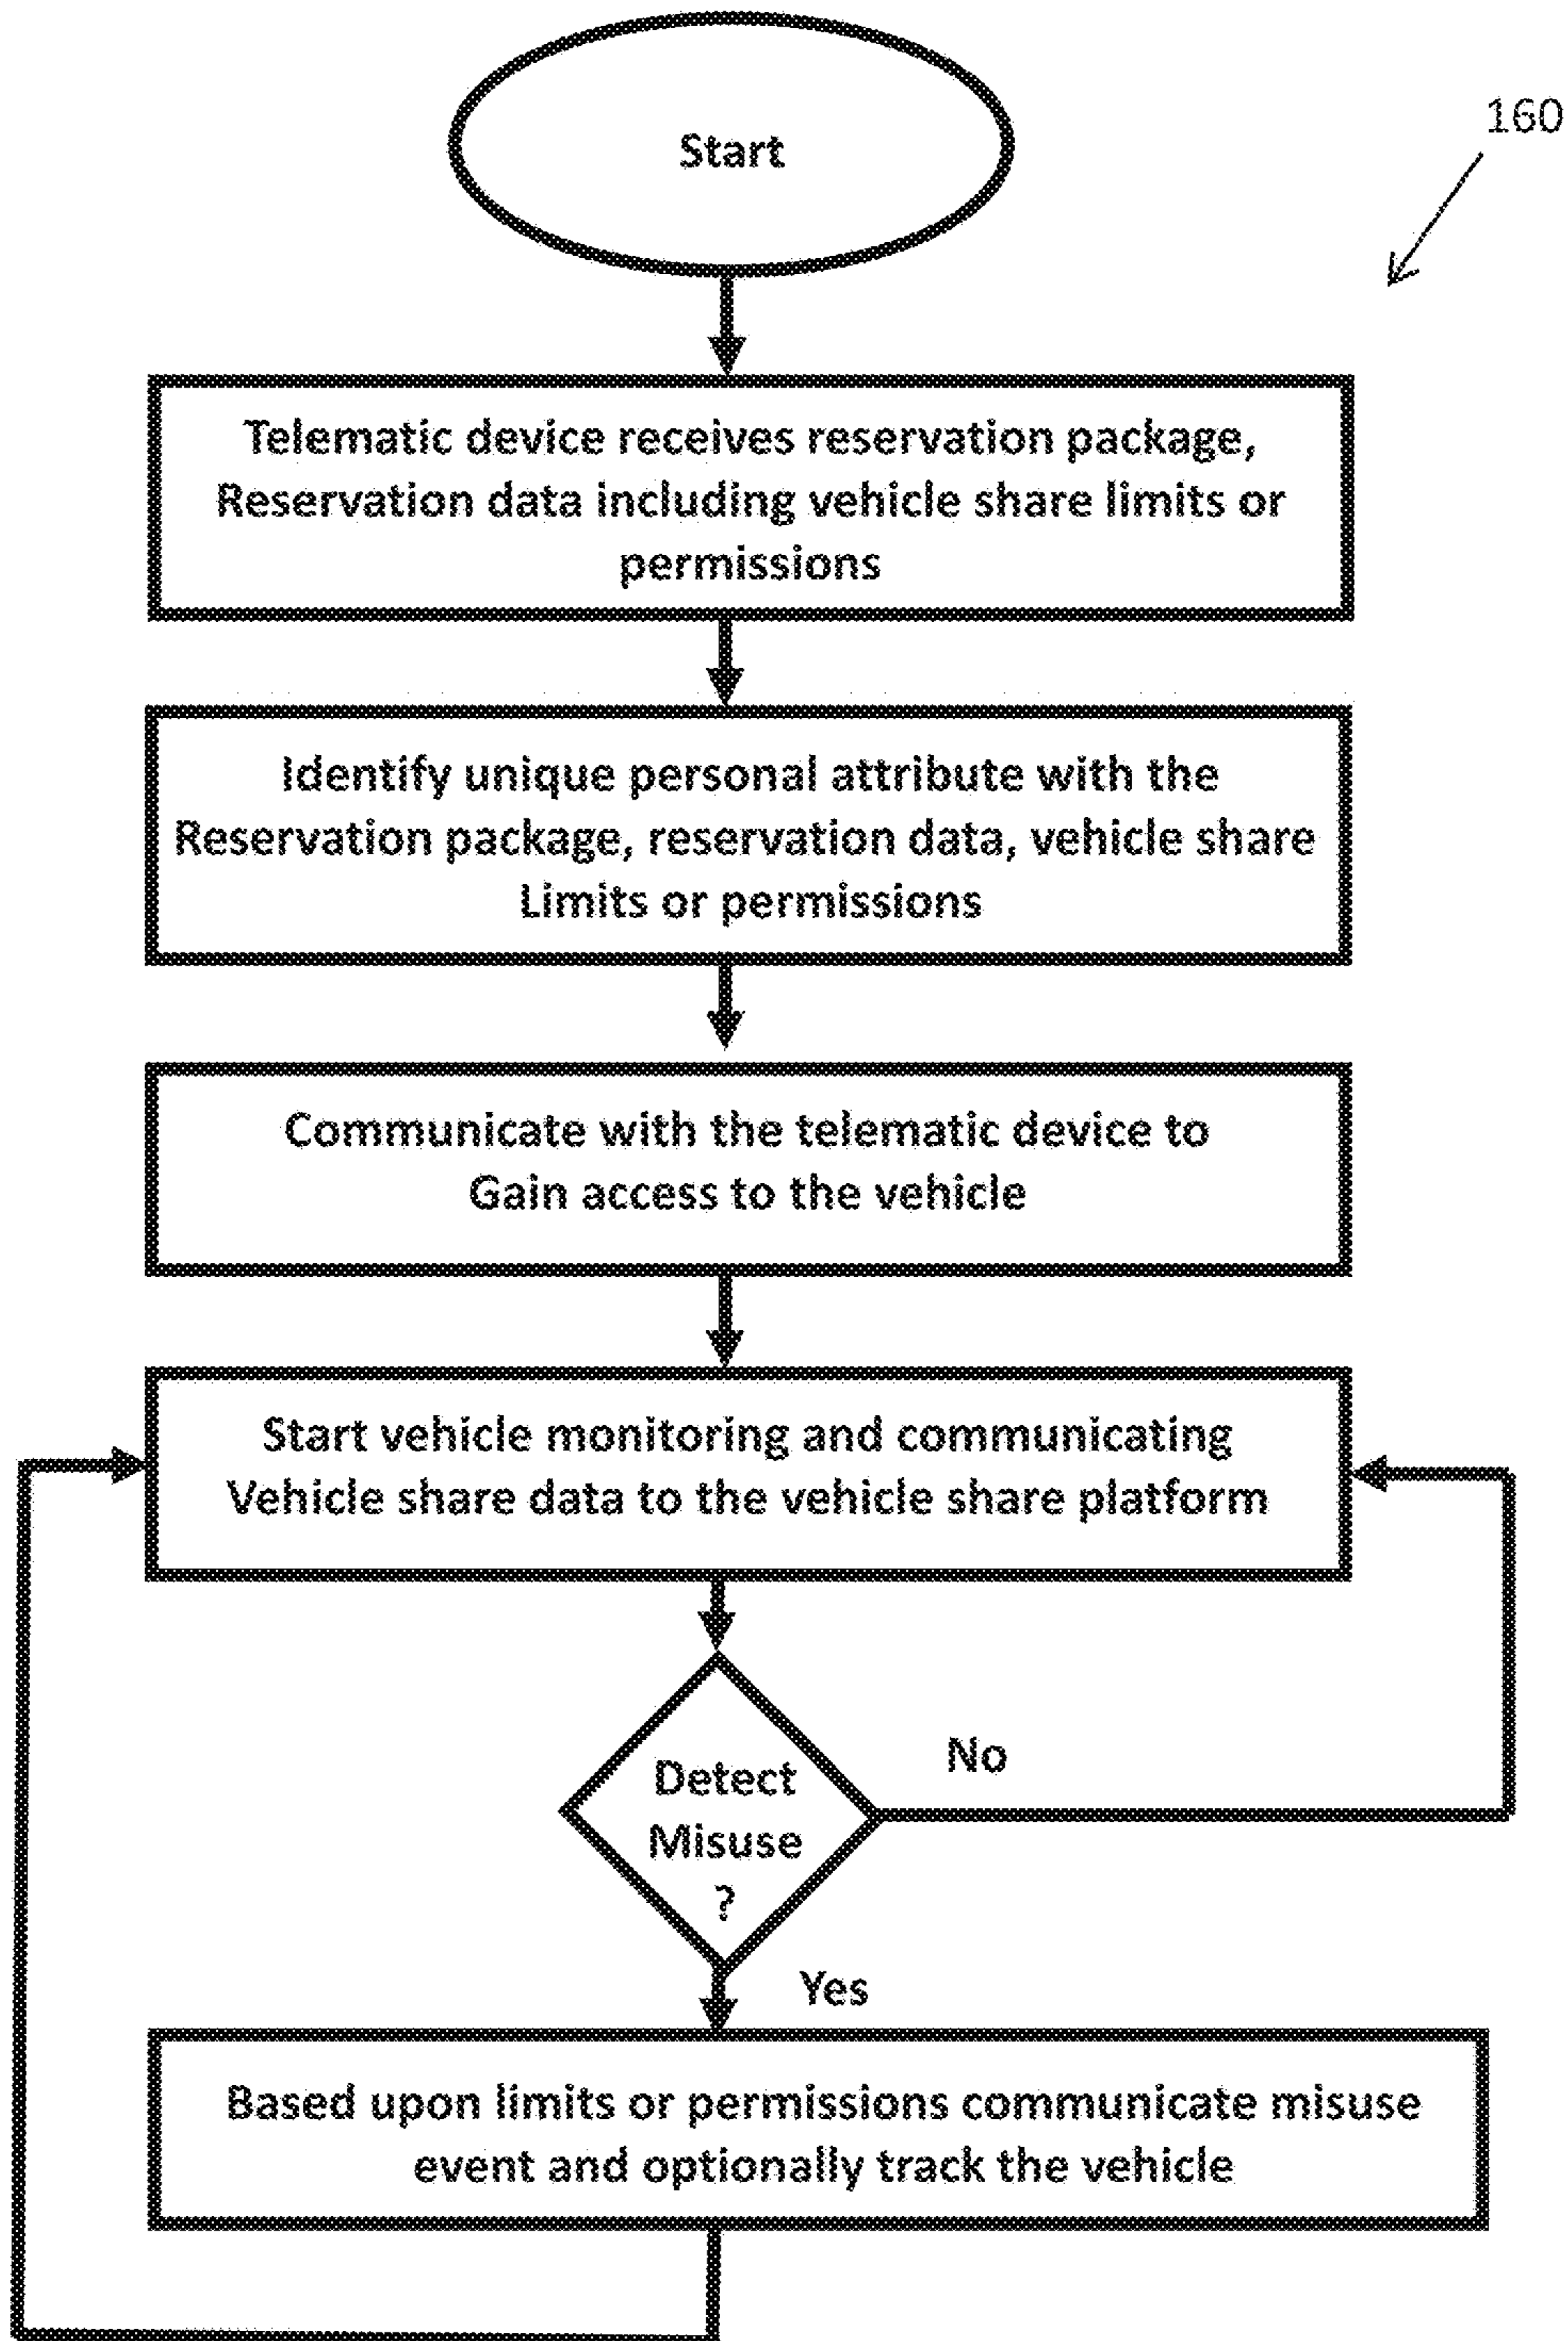 Start
160
Telematic device receives reservation package,
Reservation data including vehicle share limits or
permissions
Identify unique personal attribute with the
Reservation package, reservation data, vehicle share
Limits or permissions
Communicate with the telematic device to
Gain access to the vehicle
Start vehicle monitoring and communicating
Vehicle share data to the vehicle share platform
No
Detect
Misuse
?
Yes
Based upon limits or permissions communicate misuse
event and optionally track the vehicle